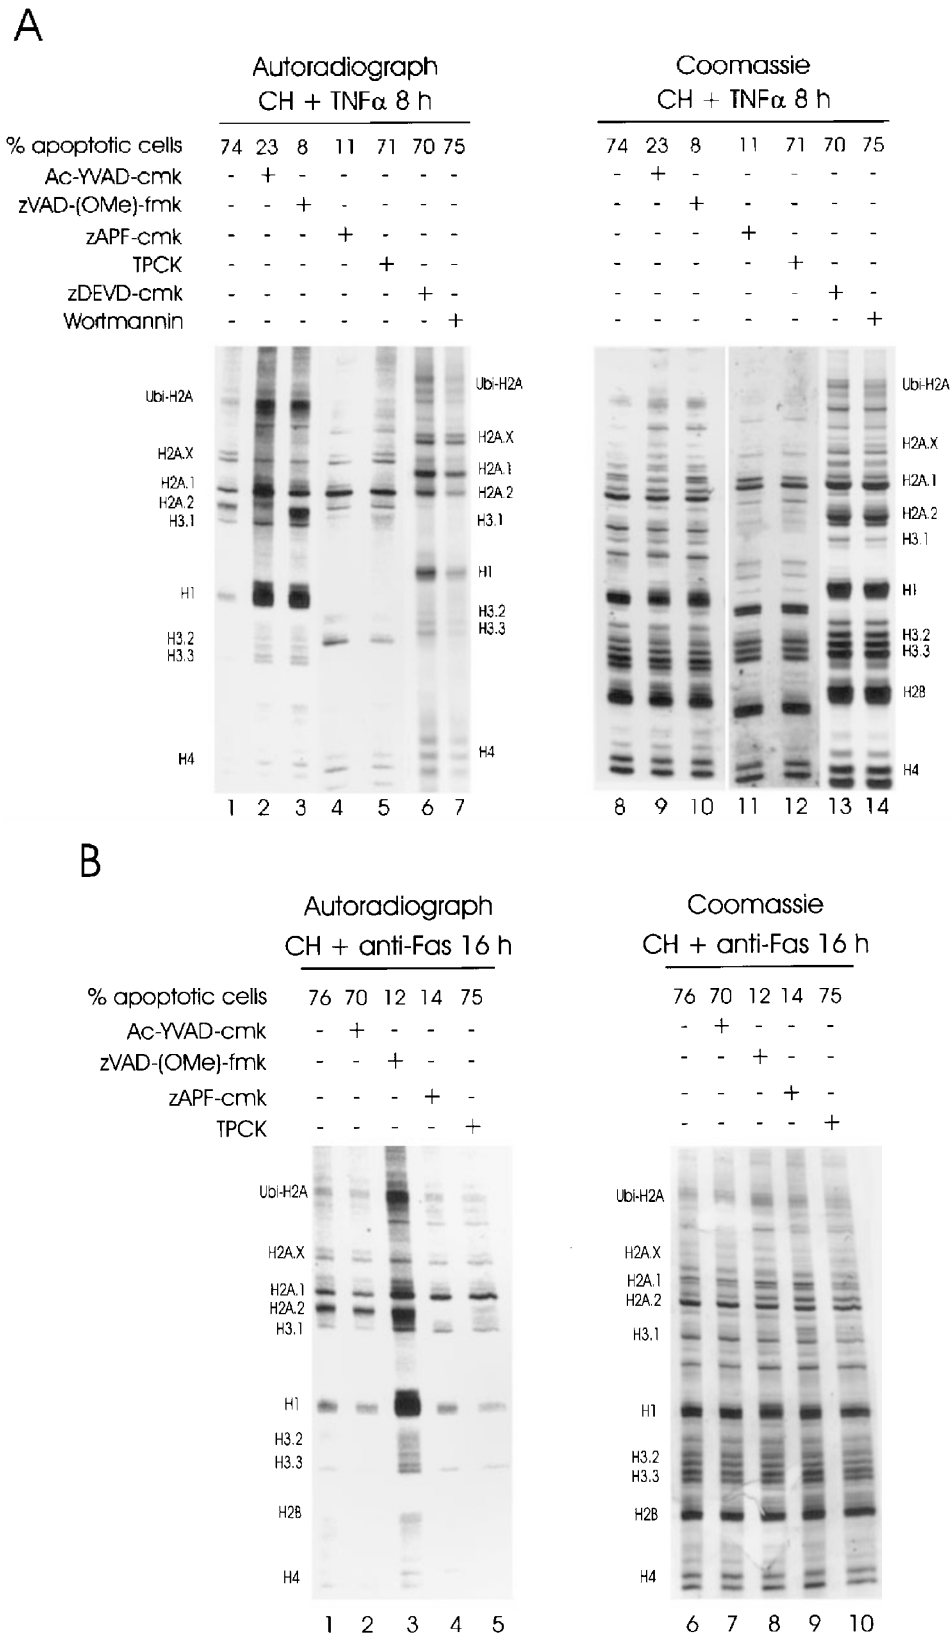 A
Autoradiograph
CH + TNFα 8 h
% apoptotic cells 74 23 8 11 71 70 75
Ac-YVAD-cmk - + - - - - -
zVAD-(OMe)-fmk - - + - - - -
zAPF-cmk - - - + - - -
TPCK - - - - + - -
zDEVD-cmk - - - - - + -
Wortmannin - - - - - - +
Ubi-H2A
H2A.X
H2A.1
H2A.2
H3.1
H1
H3.2
H3.3
H4
Ubi-H2A
H2A.X
H2A.1
H2A.2
H3.1
H1
H3.2
H3.3
H4
1 2 3 4 5 6 7
Coomassie
CH + TNFα 8 h
74 23 8 11 71 70 75
- + - - - - -
- - + - - - -
- - - + - - -
- - - - + - -
- - - - - + -
- - - - - - +
Ubi-H2A
H2A.X
H2A.1
H2A.2
H3.1
H1
H3.2
H3.3
H2B
H4
8 9 10 11 12 13 14
B
Autoradiograph
CH + anti-Fas 16 h
% apoptotic cells 76 70 12 14 75
Ac-YVAD-cmk - + - - -
zVAD-(OMe)-fmk - - + - -
zAPF-cmk - - - + -
TPCK - - - - +
Ubi-H2A
H2A.X
H2A.1
H2A.2
H3.1
H1
H3.2
H3.3
H2B
H4
1 2 3 4 5
Coomassie
CH + anti-Fas 16 h
76 70 12 14 75
- + - - -
- - + - -
- - - + -
- - - - +
Ubi-H2A
H2A.X
H2A.1
H2A.2
H3.1
H1
H3.2
H3.3
H2B
H4
6 7 8 9 10